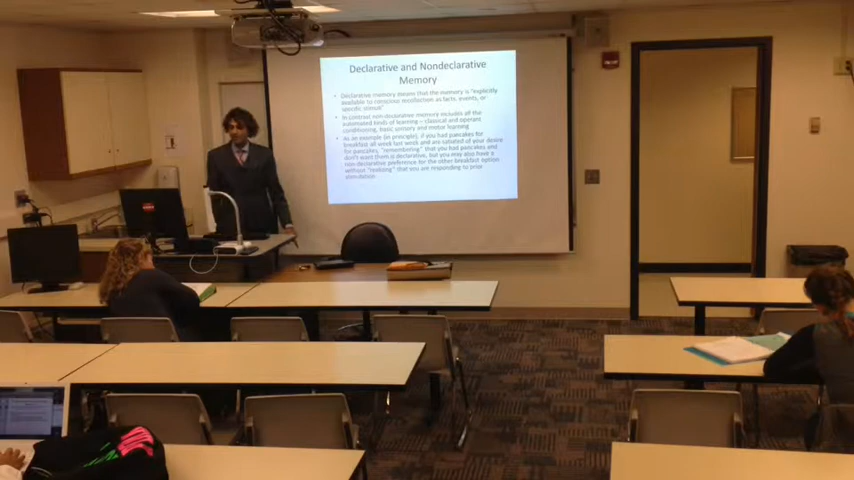 Declarative and Nondeclarative
Memory
• Declarative memory means that the memory is "explicitly
available to conscious recollection as facts, events, or
specific stimuli"
• In contrast non-declarative memory includes all the
automated kinds of learning – classical and operant
conditioning, basic sensory and motor learning
• As an example (in principle), if you had pancakes for
breakfast all week last week and are satiated of your desire
for pancakes, "remembering" that you had pancakes and
don't want them is declarative, but you may also have a
non-declarative preference for the other breakfast option
without "realizing" that you are responding to prior
stimulation